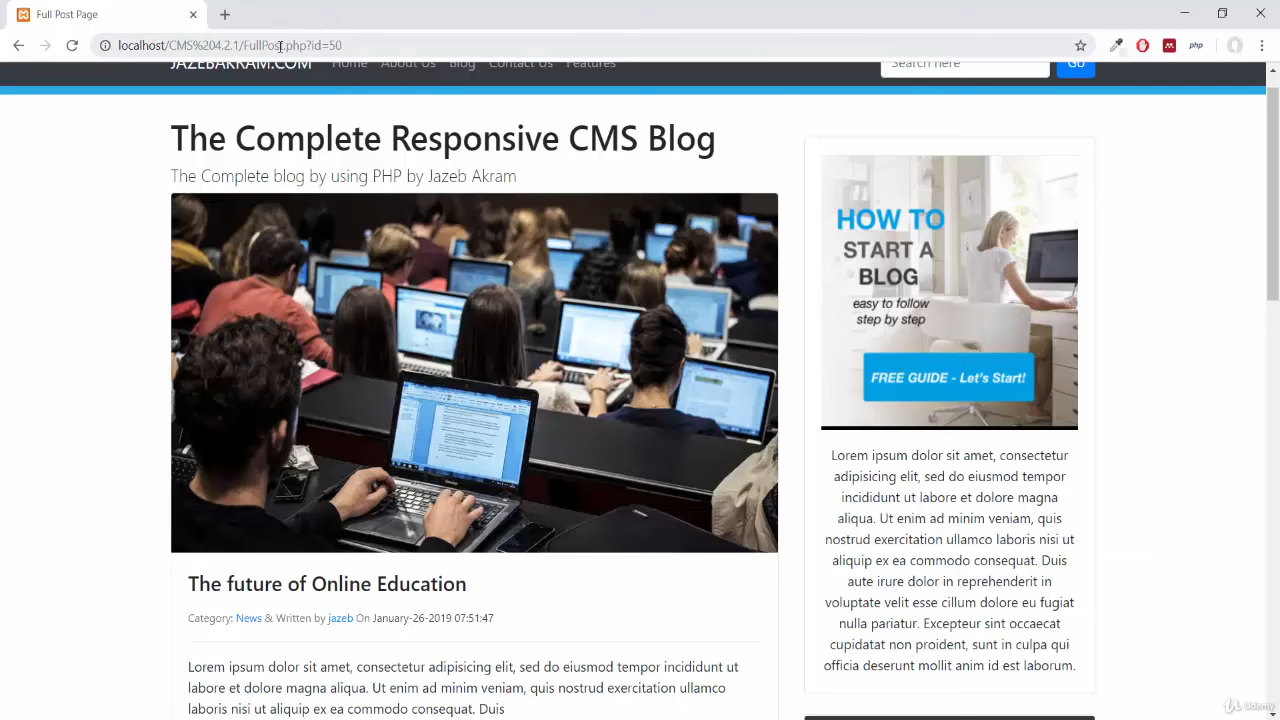 Full Post Page
localhost/CMS%204.2.1/FullPost.php?id=50
php
JAZEBAKRAM.COM Home About Us Blog Contact Us Features
Search here
GO
The Complete Responsive CMS Blog
The Complete blog by using PHP by Jazeb Akram
HOW TO
START A
BLOG
easy to follow
step by step
FREE GUIDE - Let's Start!
Lorem ipsum dolor sit amet, consectetur
adipisicing elit, sed do eiusmod tempor
incididunt ut labore et dolore magna
aliqua. Ut enim ad minim veniam, quis
nostrud exercitation ullamco laboris nisi ut
aliquip ex ea commodo consequat. Duis
aute irure dolor in reprehenderit in
voluptate velit esse cillum dolore eu fugiat
nulla pariatur. Excepteur sint occaecat
cupidatat non proident, sunt in culpa qui
officia deserunt mollit anim id est laborum.
The future of Online Education
Category: News & Written by jazeb On January-26-2019 07:51:47
Lorem ipsum dolor sit amet, consectetur adipisicing elit, sed do eiusmod tempor incididunt ut
labore et dolore magna aliqua. Ut enim ad minim veniam, quis nostrud exercitation ullamco
laboris nisi ut aliquip ex ea commodo consequat. Duis
Udemy